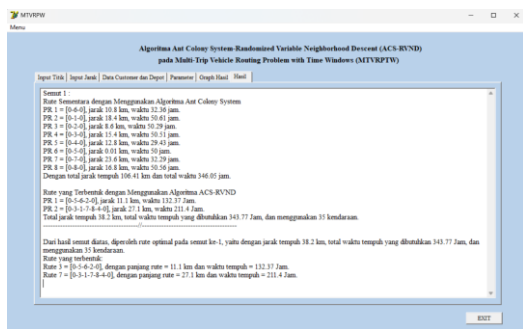 MTVRPW
Menu
Algoritma Ant Colony System-Randomized Variable Neighborhood Descent (ACS-RVND)
pada Multi-Trip Vehicle Routing Problem with Time Windows (MTVRPTW)
Input Titik Input Jarak Data Customer dan Depot Parameter Graph Hasil Hasil
Semut 1 :
Rute Sementara dengan Menggunakan Algoritma Ant Colony System
PR 1 = [0-6-0], jarak 10.8 km, waktu 32.36 jam.
PR 2 = [0-1-0], jarak 18.4 km, waktu 50.61 jam.
PR 3 = [0-2-0], jarak 8.6 km, waktu 50.29 jam.
PR 4 = [0-3-0], jarak 15.4 km, waktu 50.51 jam.
PR 5 = [0-4-0], jarak 12.8 km, waktu 29.43 jam.
PR 6 = [0-5-0], jarak 0.01 km, waktu 50 jam.
PR 7 = [0-7-0], jarak 23.6 km, waktu 32.29 jam.
PR 8 = [0-8-0], jarak 16.8 km, waktu 50.56 jam.
Dengan total jarak tempuh 106.41 km dan total waktu 346.05 jam.
Rute yang Terbentuk dengan Menggunakan Algoritma ACS-RVND
PR 1 = [0-5-6-2-0], jarak 11.1 km, waktu 132.37 Jam.
PR 2 = [0-3-1-7-8-4-0], jarak 27.1 km, waktu 211.4 Jam.
Total jarak tempuh 38.2 km, total waktu tempuh yang dibutuhkan 343.77 Jam, dan menggunakan 35 kendaraan.
Dari hasil semut diatas, diperoleh rute optimal pada semut ke-1, yaitu dengan jarak tempuh 38.2 km, total waktu tempuh yang dibutuhkan 343.77 Jam, dan
menggunakan 35 kendaraan.
Rute yang terbentuk:
Rute 3 = [0-5-6-2-0], dengan panjang rute = 11.1 km dan waktu tempuh = 132.37 Jam.
Rute 7 = [0-3-1-7-8-4-0], dengan panjang rute = 27.1 km dan waktu tempuh = 211.4 Jam.
EXIT